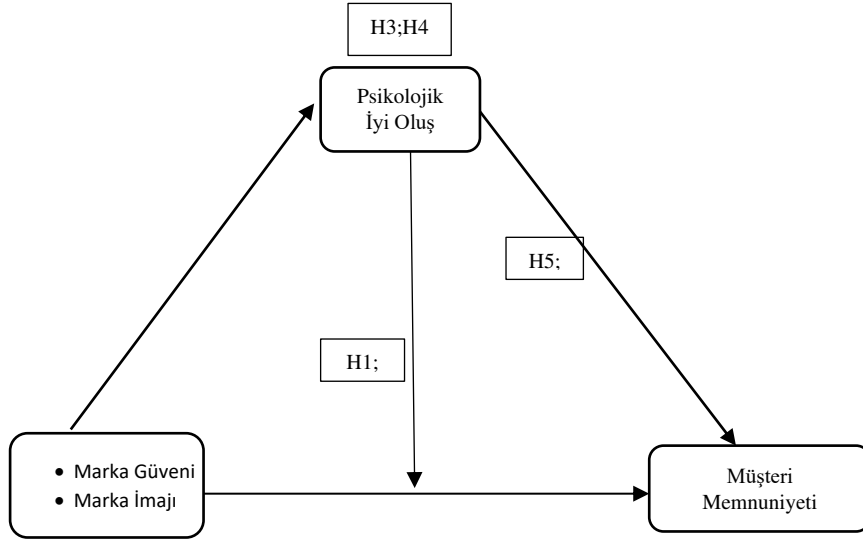 H3;H4
Psikolojik
İyi Oluş
H5;
H1;
• Marka Güveni
• Marka İmajı
Müşteri
Memnuniyeti